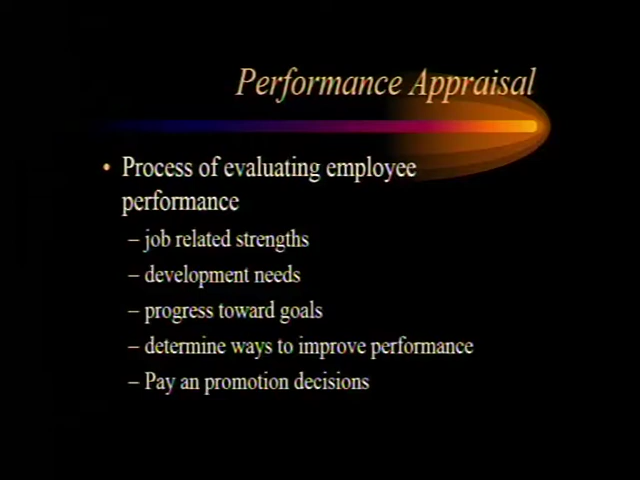 Performance Appraisal
• Process of evaluating employee
performance
– job related strengths
– development needs
– progress toward goals
– determine ways to improve performance
– Pay an promotion decisions